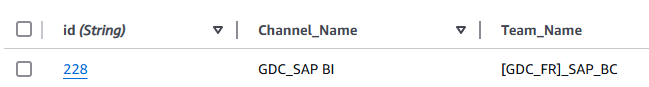 id (String) Channel_Name Team_Name
228 GDC_SAP BI [GDC_FR]_SAP_BC